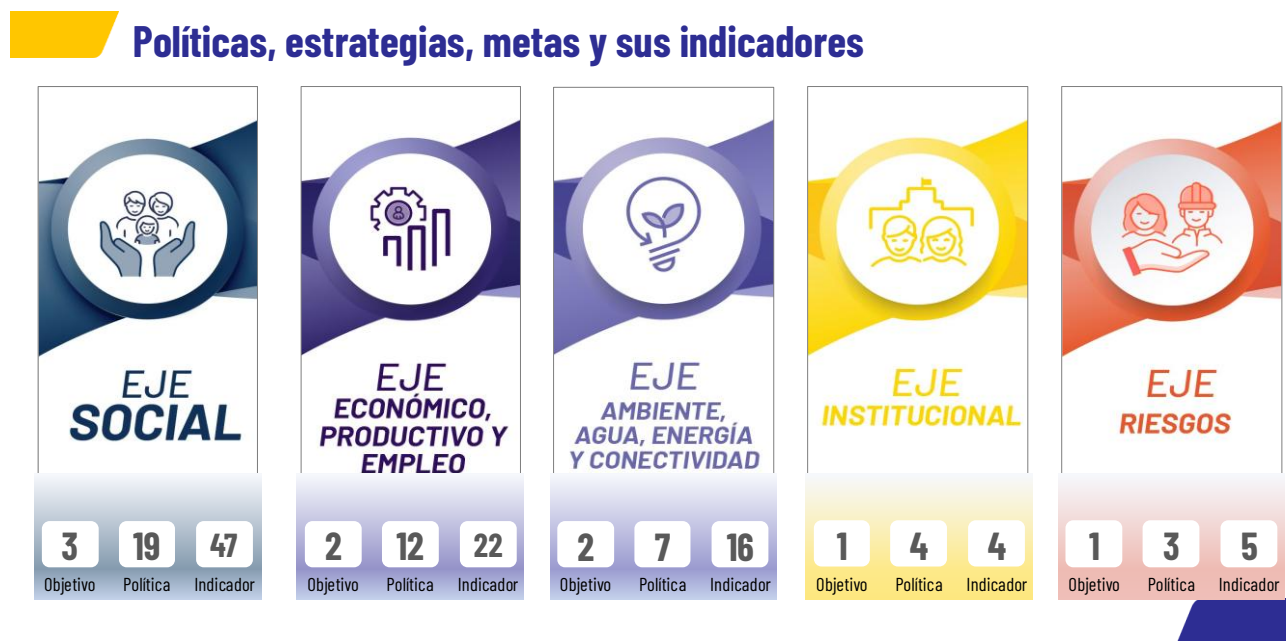 Políticas, estrategias, metas y sus indicadores
EJE
SOCIAL
3 19 47
Objetivo Política Indicador
EJE
ECONÓMICO,
PRODUCTIVO Y
EMPLEO
2 12 22
Objetivo Política Indicador
EJE
AMBIENTE,
AGUA, ENERGÍA
Y CONECTIVIDAD
2 7 16
Objetivo Política Indicador
EJE
INSTITUCIONAL
1 4 4
Objetivo Política Indicador
EJE
RIESGOS
1 3 5
Objetivo Política Indicador